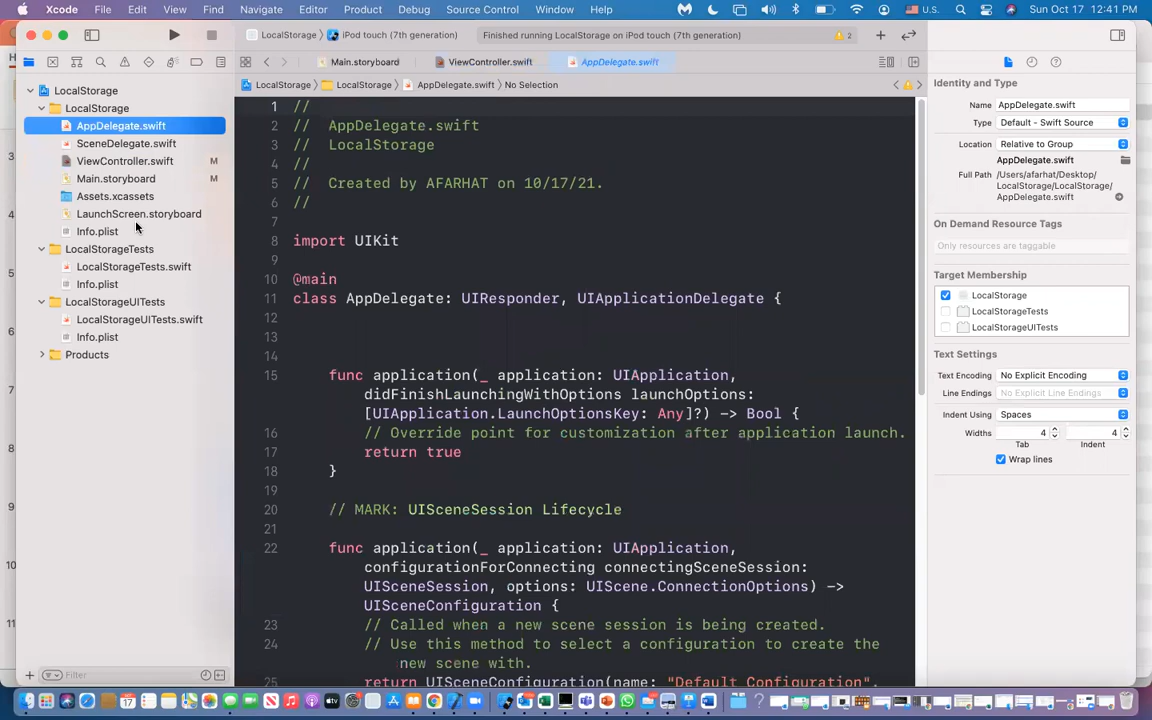 Xcode File Edit View Find Navigate Editor Product Debug Source Control Window Help U.S. Sun Oct 17 12:41 PM
LocalStorage iPod touch (7th generation) Finished running LocalStorage on iPod touch (7th generation) 2
Main.storyboard ViewController.swift AppDelegate.swift
LocalStorage LocalStorage AppDelegate.swift No Selection
LocalStorage
LocalStorage
AppDelegate.swift
SceneDelegate.swift
ViewController.swift M
Main.storyboard M
Assets.xcassets
LaunchScreen.storyboard
Info.plist
LocalStorageTests
LocalStorageTests.swift
Info.plist
LocalStorageUITests
LocalStorageUITests.swift
Info.plist
Products
Filter
3
4
5
6
7
8
9
10
11
1 //
2 //  AppDelegate.swift
3 //  LocalStorage
4 //
5 //  Created by AFARHAT on 10/17/21.
6 //
7
8 import UIKit
9
10 @main
11 class AppDelegate: UIResponder, UIApplicationDelegate {
12
13
14
15 func application(_ application: UIApplication,
didFinishLaunchingWithOptions launchOptions:
[UIApplication.LaunchOptionsKey: Any]?) -> Bool {
16 // Override point for customization after application launch.
17 return true
18 }
19
20 // MARK: UISceneSession Lifecycle
21
22 func application(_ application: UIApplication,
configurationForConnecting connectingSceneSession:
UISceneSession, options: UIScene.ConnectionOptions) ->
UISceneConfiguration {
23 // Called when a new scene session is being created.
24 // Use this method to select a configuration to create the
new scene with.
25 return UISceneConfiguration(name: "Default Configuration",
Identity and Type
Name AppDelegate.swift
Type Default - Swift Source
Location Relative to Group
AppDelegate.swift
Full Path /Users/afarhat/Desktop/
LocalStorage/LocalStorage/
AppDelegate.swift
On Demand Resource Tags
Only resources are taggable
Target Membership
LocalStorage
LocalStorageTests
LocalStorageUITests
Text Settings
Text Encoding No Explicit Encoding
Line Endings No Explicit Line Endings
Indent Using Spaces
Widths 4 4
Tab Indent
Wrap lines